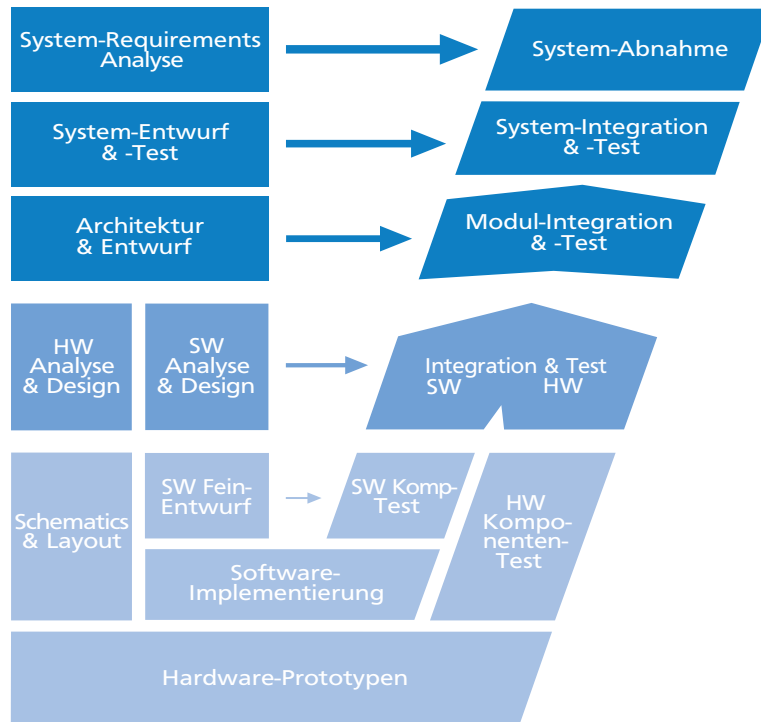 System-Requirements
Analyse
System-Abnahme
System-Entwurf
& -Test
System-Integration
& -Test
Architektur
& Entwurf
Modul-Integration
& -Test
HW
Analyse
& Design
SW
Analyse
& Design
Integration & Test
SW HW
Schematics
& Layout
SW Fein-
Entwurf
SW Komp-
Test
HW
Kompo-
nenten-
Test
Software-
Implementierung
Hardware-Prototypen